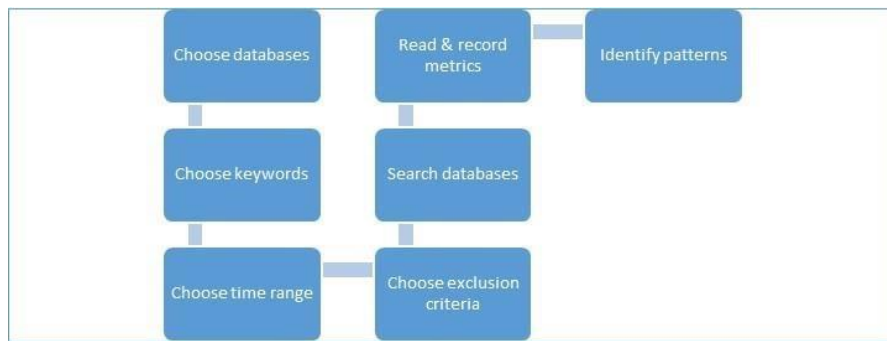 Choose databases
Choose keywords
Choose time range
Choose exclusion
criteria
Search databases
Read & record
metrics
Identify patterns